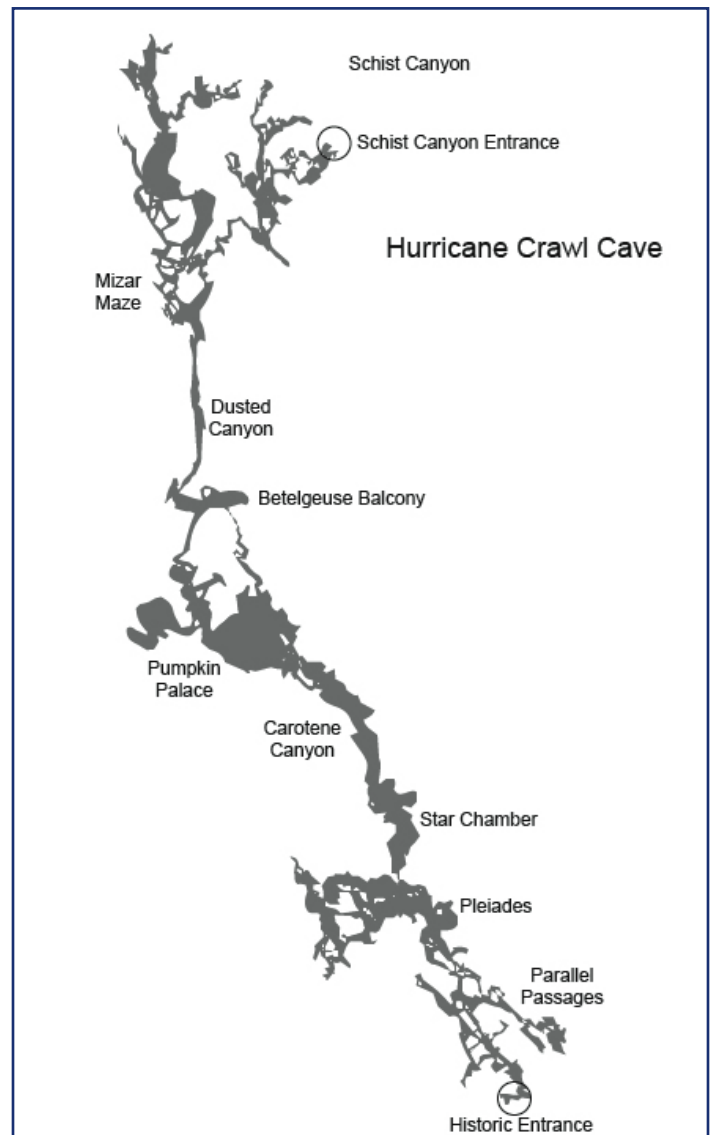 Schist Canyon
Schist Canyon Entrance
Hurricane Crawl Cave
Mizar
Maze
Dusted
Canyon
Betelgeuse Balcony
Pumpkin
Palace
Carotene
Canyon
Star Chamber
Pleiades
Parallel
Passages
Historic Entrance